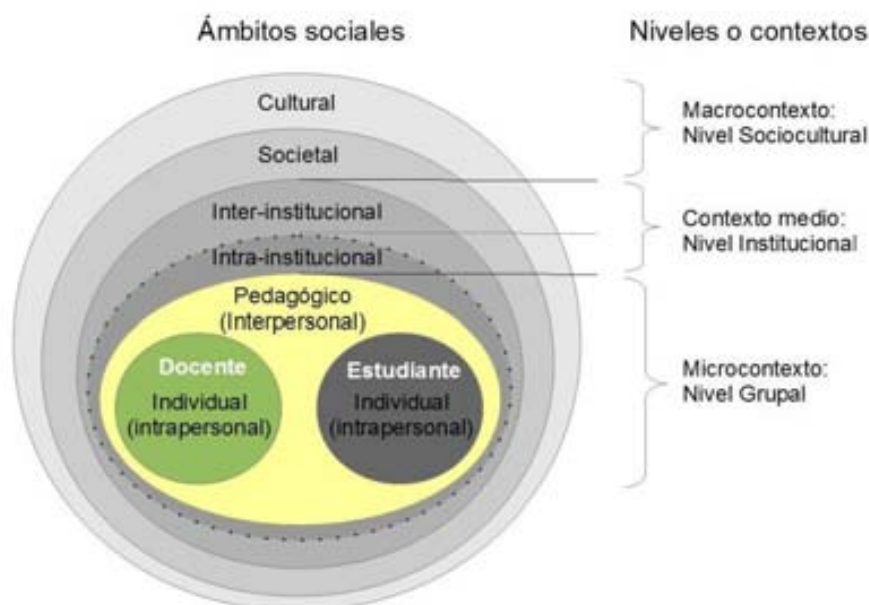 Ámbitos sociales
Niveles o contextos
Cultural
Societal
Inter-institucional
Intra-institucional
Pedagógico
(Interpersonal)
Docente
Individual
(intrapersonal)
Estudiante
Individual
(intrapersonal)
Macrocontexto:
Nivel Sociocultural
Contexto medio:
Nivel Institucional
Microcontexto:
Nivel Grupal